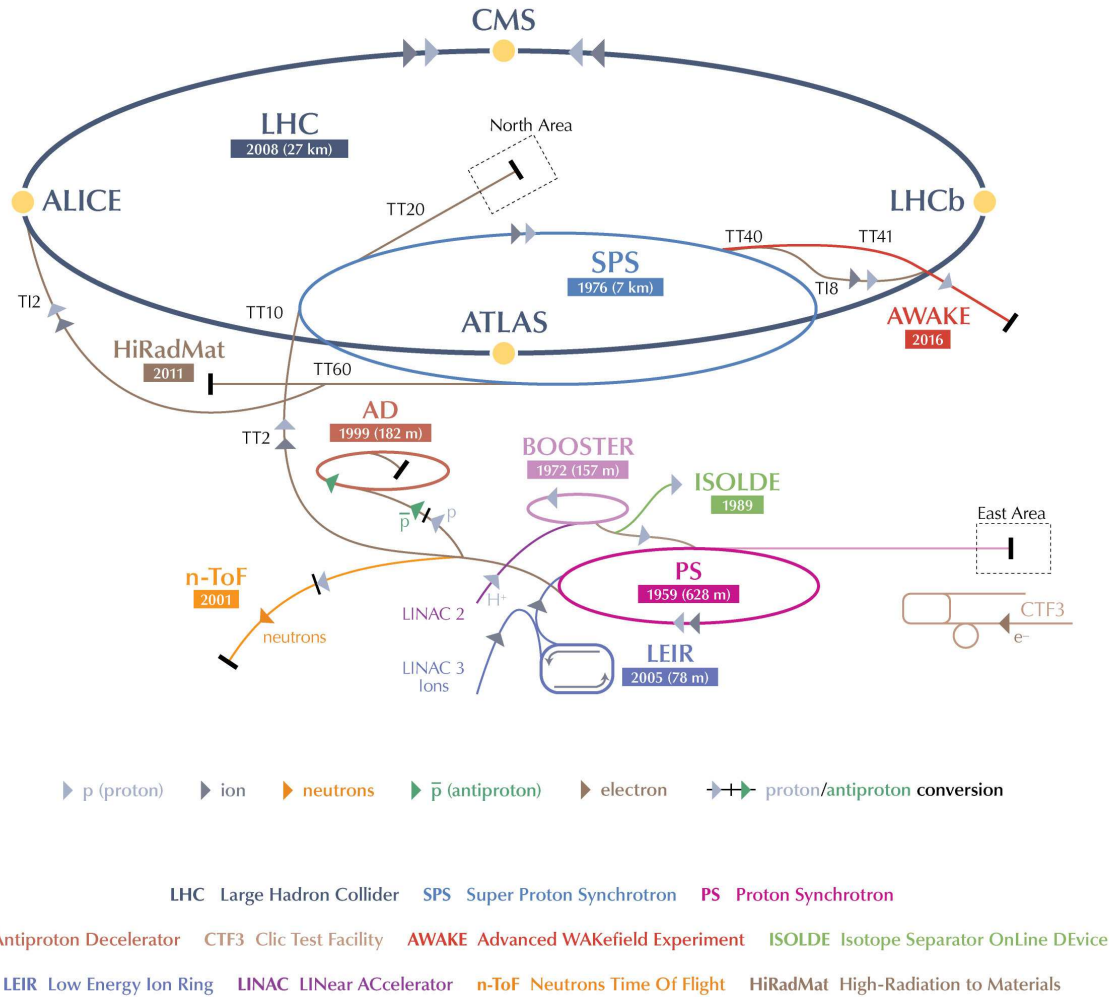 CMS
LHC
2008 (27 km)
North Area
ALICE
LHCb
TT20
TT40
TT41
SPS
1976 (7 km)
TI2
TI8
TT10
ATLAS
AWAKE
2016
HiRadMat
2011
TT60
AD
1999 (182 m)
TT2
BOOSTER
1972 (157 m)
ISOLDE
1989
p̄
p
East Area
n-ToF
2001
PS
1959 (628 m)
LINAC 2
H⁺
neutrons
CTF3
e⁻
LEIR
2005 (78 m)
LINAC 3
Ions
p (proton) ion neutrons p̄ (antiproton) electron proton/antiproton conversion
LHC Large Hadron Collider SPS Super Proton Synchrotron PS Proton Synchrotron
Antiproton Decelerator CTF3 Clic Test Facility AWAKE Advanced WAKefield Experiment ISOLDE Isotope Separator OnLine DEvice
LEIR Low Energy Ion Ring LINAC LINear ACcelerator n-ToF Neutrons Time Of Flight HiRadMat High-Radiation to Materials